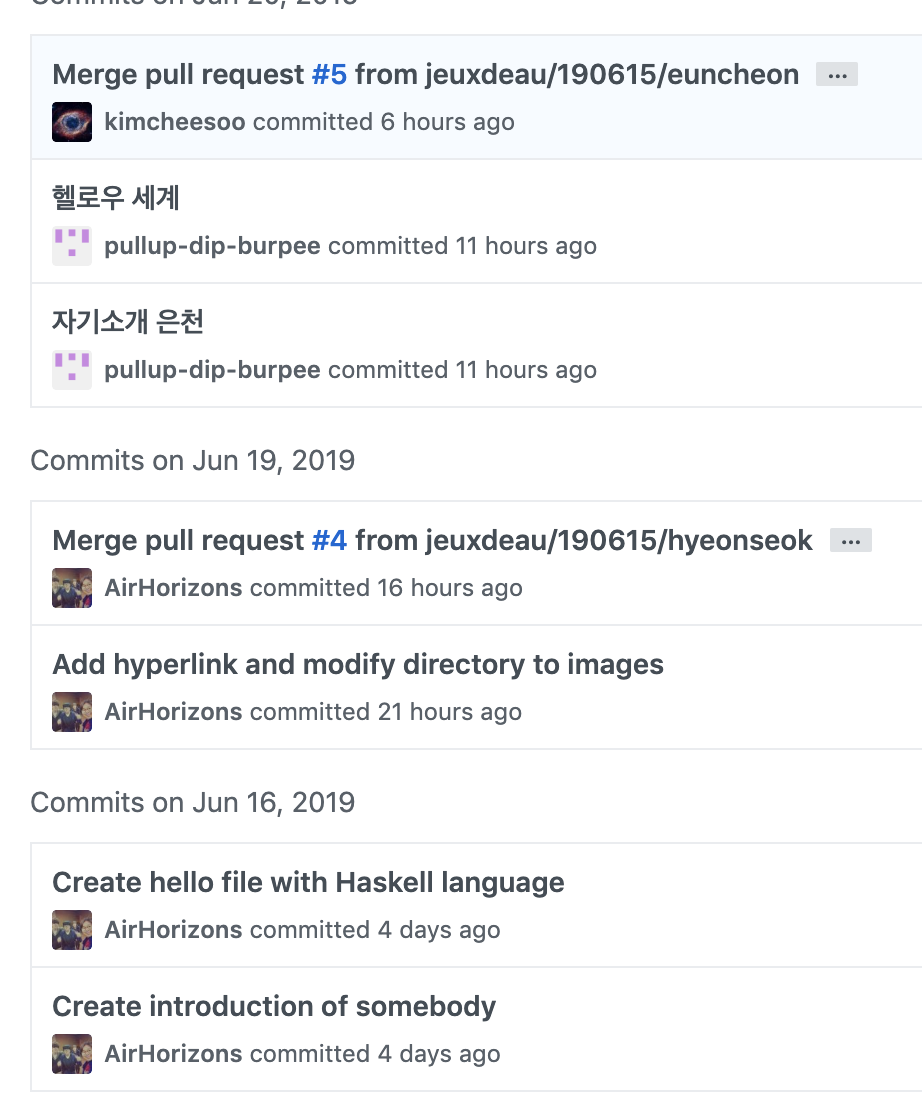 Commits on Jun 20, 2019
Merge pull request #5 from jeuxdeau/190615/euncheon ...
kimcheesoo committed 6 hours ago
헬로우 세계
pullup-dip-burpee committed 11 hours ago
자기소개 은천
pullup-dip-burpee committed 11 hours ago
Commits on Jun 19, 2019
Merge pull request #4 from jeuxdeau/190615/hyeonseok ...
AirHorizons committed 16 hours ago
Add hyperlink and modify directory to images
AirHorizons committed 21 hours ago
Commits on Jun 16, 2019
Create hello file with Haskell language
AirHorizons committed 4 days ago
Create introduction of somebody
AirHorizons committed 4 days ago